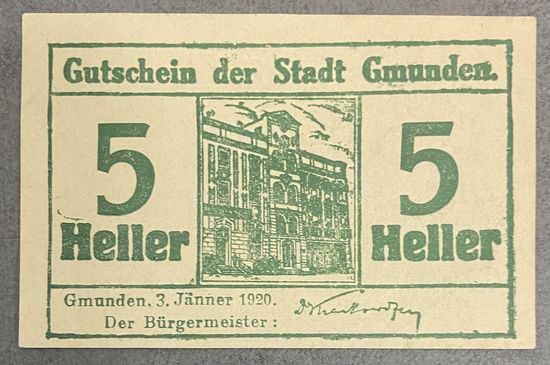 Gutschein der Stadt Gmunden.
5 5
Heller Heller
Gmunden, 3. Jänner 1920.
Der Bürgermeister: